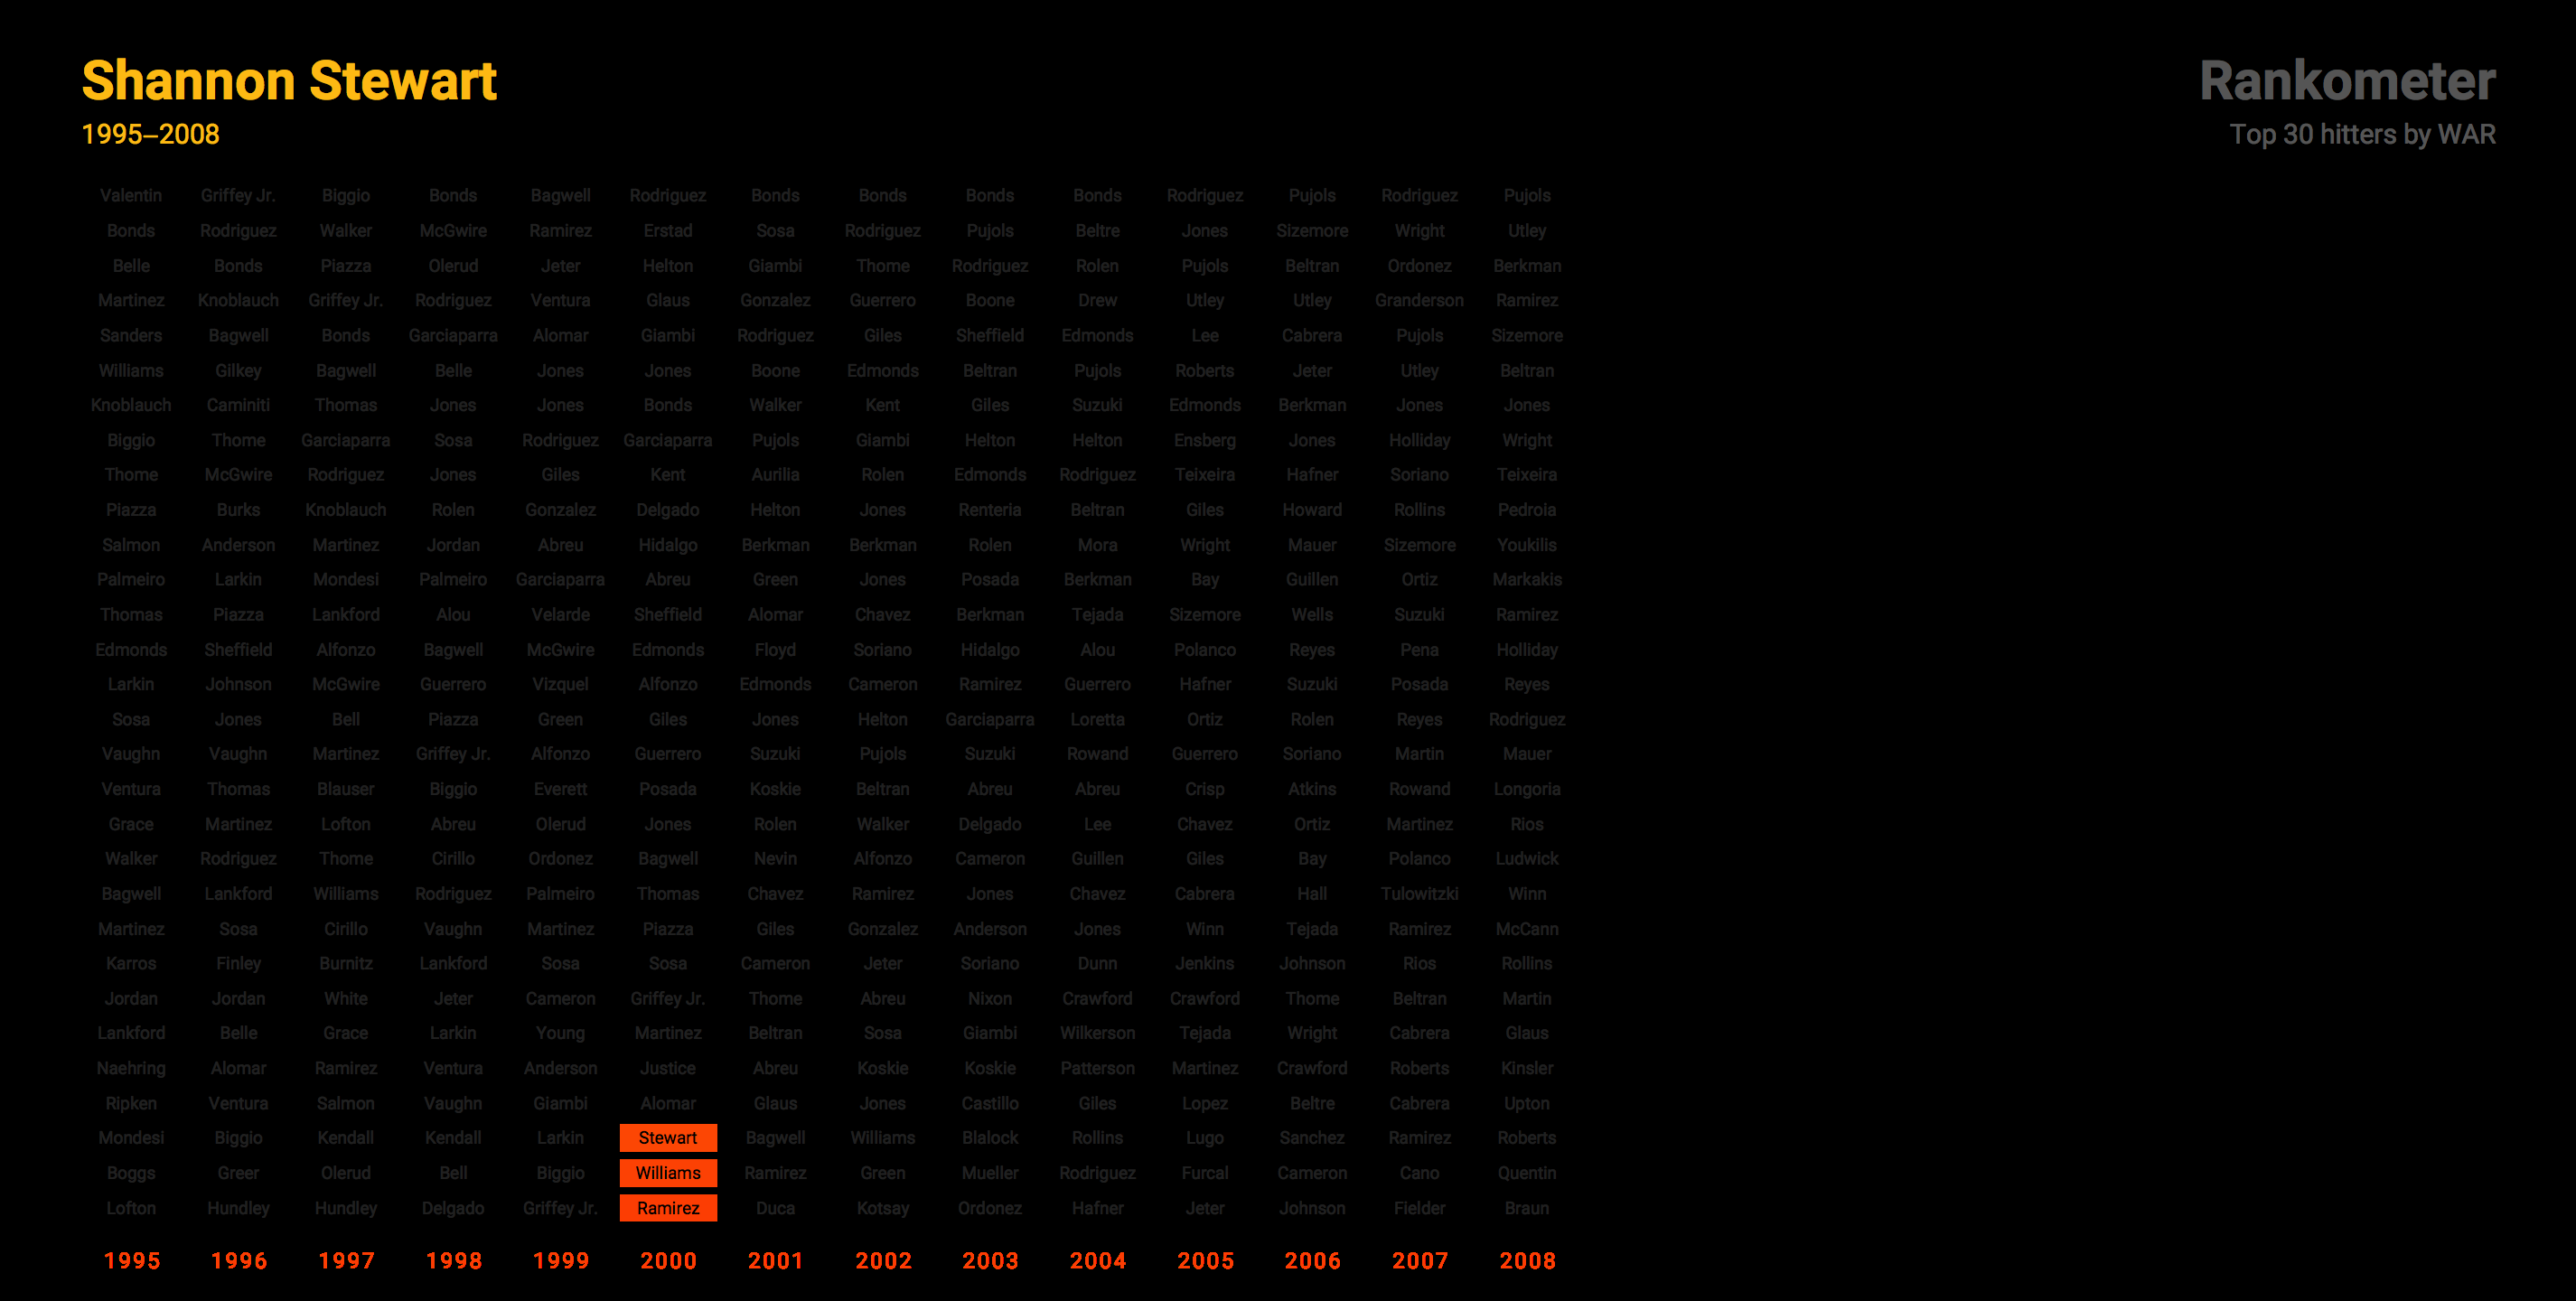 Shannon Stewart
1995–2008
Rankometer
Top 30 hitters by WAR
Valentin Griffey Jr. Biggio Bonds Bagwell Rodriguez Bonds Bonds Bonds Bonds Rodriguez Pujols Rodriguez Pujols
Bonds Rodriguez Walker McGwire Ramirez Erstad Sosa Rodriguez Pujols Beltre Jones Sizemore Wright Utley
Belle Bonds Piazza Olerud Jeter Helton Giambi Thome Rodriguez Rolen Pujols Beltran Ordonez Berkman
Martinez Knoblauch Griffey Jr. Rodriguez Ventura Glaus Gonzalez Guerrero Boone Drew Utley Utley Granderson Ramirez
Sanders Bagwell Bonds Garciaparra Alomar Giambi Rodriguez Giles Sheffield Edmonds Lee Cabrera Pujols Sizemore
Williams Gilkey Bagwell Belle Jones Jones Boone Edmonds Beltran Pujols Roberts Jeter Utley Beltran
Knoblauch Caminiti Thomas Jones Jones Bonds Walker Kent Giles Suzuki Edmonds Berkman Jones Jones
Biggio Thome Garciaparra Sosa Rodriguez Garciaparra Pujols Giambi Helton Helton Ensberg Jones Holliday Wright
Thome McGwire Rodriguez Jones Giles Kent Aurilia Rolen Edmonds Rodriguez Teixeira Hafner Soriano Teixeira
Piazza Burks Knoblauch Rolen Gonzalez Delgado Helton Jones Renteria Beltran Giles Howard Rollins Pedroia
Salmon Anderson Martinez Jordan Abreu Hidalgo Berkman Berkman Rolen Mora Wright Mauer Sizemore Youkilis
Palmeiro Larkin Mondesi Palmeiro Garciaparra Abreu Green Jones Posada Berkman Bay Guillen Ortiz Markakis
Thomas Piazza Lankford Alou Velarde Sheffield Alomar Chavez Berkman Tejada Sizemore Wells Suzuki Ramirez
Edmonds Sheffield Alfonzo Bagwell McGwire Edmonds Floyd Soriano Hidalgo Alou Polanco Reyes Pena Holliday
Larkin Johnson McGwire Guerrero Vizquel Alfonzo Edmonds Cameron Ramirez Guerrero Hafner Suzuki Posada Reyes
Sosa Jones Bell Piazza Green Giles Jones Helton Garciaparra Loretta Ortiz Rolen Reyes Rodriguez
Vaughn Vaughn Martinez Griffey Jr. Alfonzo Guerrero Suzuki Pujols Suzuki Rowand Guerrero Soriano Martin Mauer
Ventura Thomas Blauser Biggio Everett Posada Koskie Beltran Abreu Abreu Crisp Atkins Rowand Longoria
Grace Martinez Lofton Abreu Olerud Jones Rolen Walker Delgado Lee Chavez Ortiz Martinez Rios
Walker Rodriguez Thome Cirillo Ordonez Bagwell Nevin Alfonzo Cameron Guillen Giles Bay Polanco Ludwick
Bagwell Lankford Williams Rodriguez Palmeiro Thomas Chavez Ramirez Jones Chavez Cabrera Hall Tulowitzki Winn
Martinez Sosa Cirillo Vaughn Martinez Piazza Giles Gonzalez Anderson Jones Winn Tejada Ramirez McCann
Karros Finley Burnitz Lankford Sosa Sosa Cameron Jeter Soriano Dunn Jenkins Johnson Rios Rollins
Jordan Jordan White Jeter Cameron Griffey Jr. Thome Abreu Nixon Crawford Crawford Thome Beltran Martin
Lankford Belle Grace Larkin Young Martinez Beltran Sosa Giambi Wilkerson Tejada Wright Cabrera Glaus
Naehring Alomar Ramirez Ventura Anderson Justice Abreu Koskie Koskie Patterson Martinez Crawford Roberts Kinsler
Ripken Ventura Salmon Vaughn Giambi Alomar Glaus Jones Castillo Giles Lopez Beltre Cabrera Upton
Mondesi Biggio Kendall Kendall Larkin Stewart Bagwell Williams Blalock Rollins Lugo Sanchez Ramirez Roberts
Boggs Greer Olerud Bell Biggio Williams Ramirez Green Mueller Rodriguez Furcal Cameron Cano Quentin
Lofton Hundley Hundley Delgado Griffey Jr. Ramirez Duca Kotsay Ordonez Hafner Jeter Johnson Fielder Braun
1995 1996 1997 1998 1999 2000 2001 2002 2003 2004 2005 2006 2007 2008